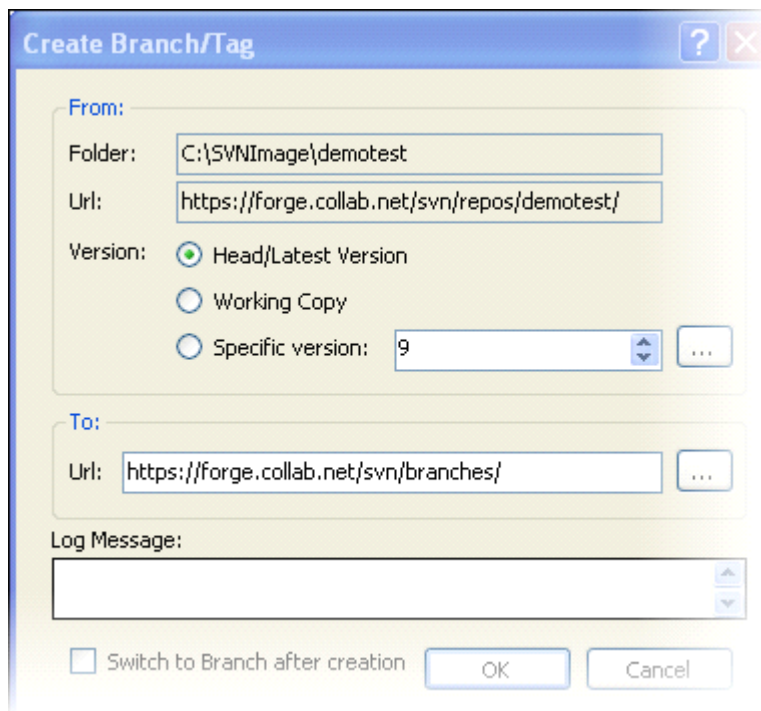 Create Branch/Tag ?
From:
Folder: C:\SVNImage\demotest
Url: https://forge.collab.net/svn/repos/demotest/
Version: Head/Latest Version
Working Copy
Specific version: 9 ...
To:
Url: https://forge.collab.net/svn/branches/ ...
Log Message:
Switch to Branch after creation OK Cancel